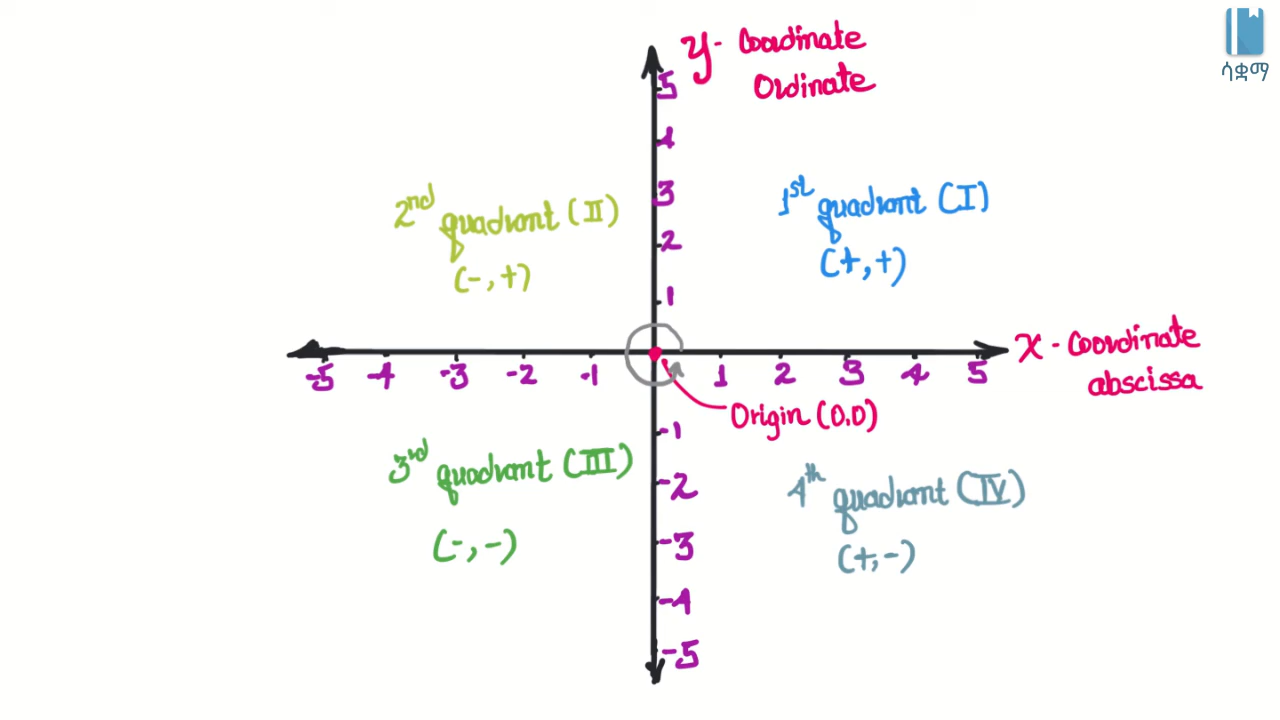 ሳቋማ
y - Coordinate
Ordinate
5
4
3
2
1
2nd quadrant (II)
(-,+)
1st quadrant (I)
(+,+)
-5 -4 -3 -2 -1 1 2 3 4 5
x - Coordinate
abscissa
Origin (0,0)
-1
-2
-3
-4
-5
3rd quadrant (III)
(-,-)
4th quadrant (IV)
(+,-)